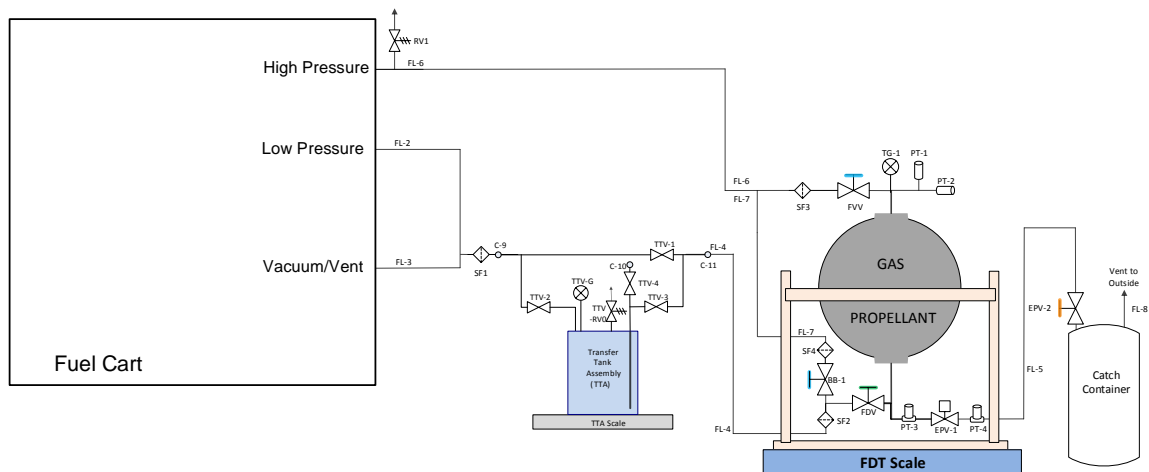 RV1
High Pressure
FL-6
Low Pressure
FL-2
Vacuum/Vent
FL-3
Fuel Cart
SF1
C-9
TTV-1
FL-4
C-11
C-10
TTV-4
TTV-G
TTV-2
TTV
-RV0
TTV-3
Transfer
Tank
Assembly
(TTA)
TTA Scale
FL-4
FL-6
FL-7
SF3
FVV
TG-1
PT-1
PT-2
GAS
PROPELLANT
FL-7
SF4
BB-1
SF2
FDV
PT-3
EPV-1
PT-4
FDT Scale
FL-5
EPV-2
Vent to
Outside
FL-8
Catch
Container